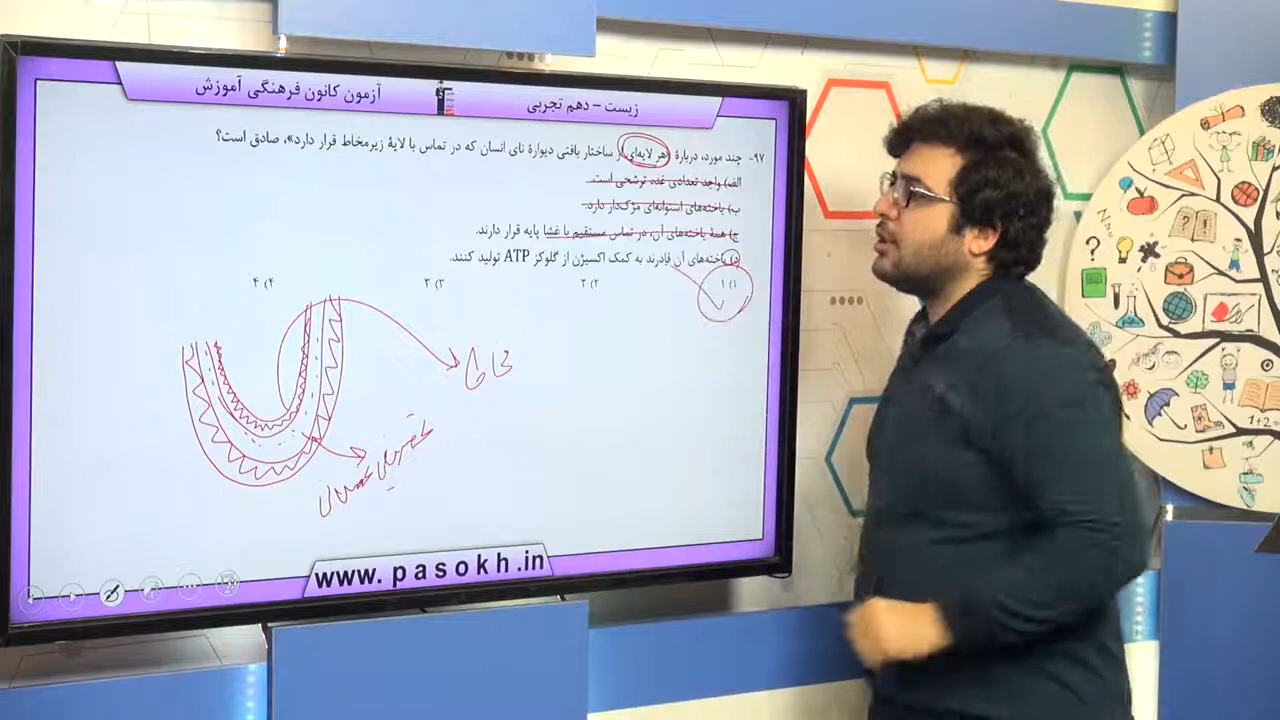 آزمون کانون فرهنگی آموزش
زیست - دهم تجربی
۹۷- چند مورد، دربارهٔ «هر لایه‌ای از ساختار بافتی دیوارهٔ نای انسان که در تماس با لایهٔ زیرمخاط قرار دارد»، صادق است؟
الف) واجد تعدادی غده ترشحی است.
ب) یاخته‌های استوانه‌ای مژک‌دار دارد.
ج) همهٔ یاخته‌های آن، در تماس مستقیم با غشا پایه قرار دارند.
د) یاخته‌های آن قادرند به کمک اکسیژن از گلوکز ATP تولید کنند.
۱) ۱ ۲) ۲ ۳) ۳ ۴) ۴
مخاط
www.pasokh.in
1+2=